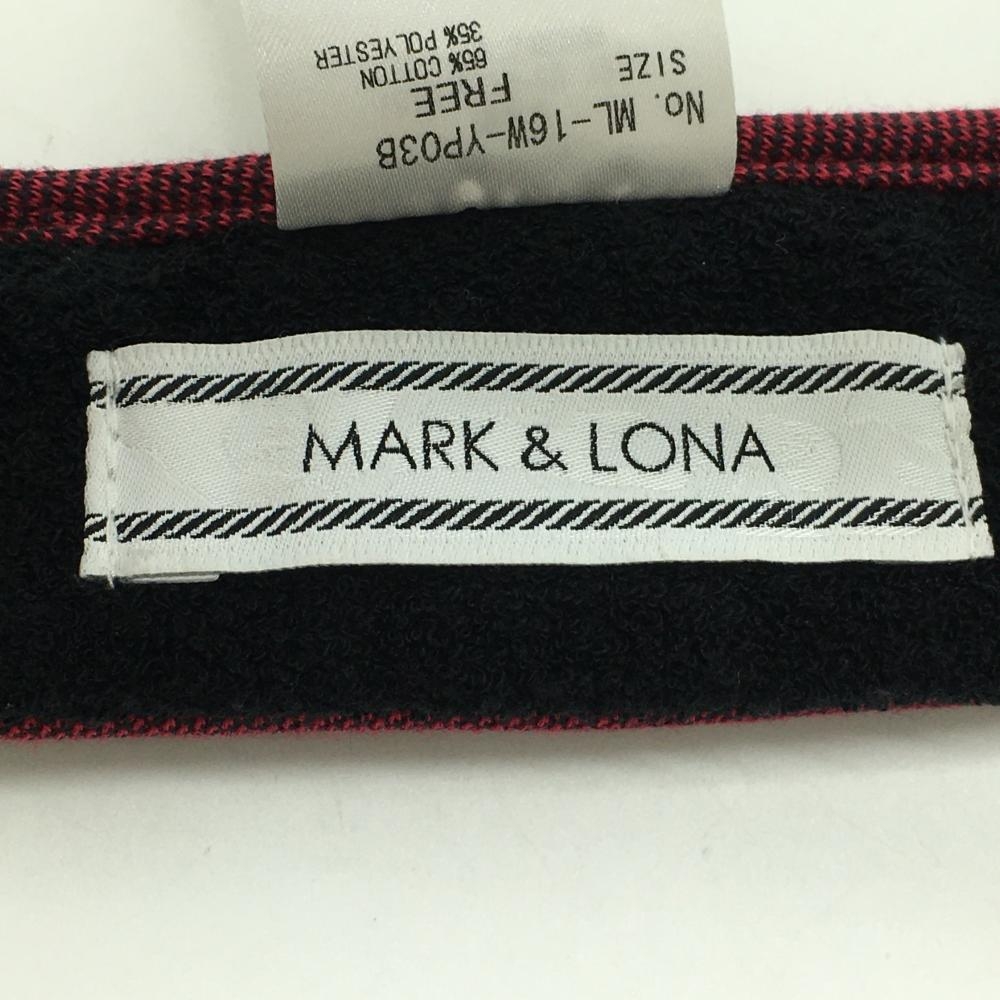 No. ML-16W-YP03B
SIZE FREE
65% COTTON
35% POLYESTER
MARK & LONA